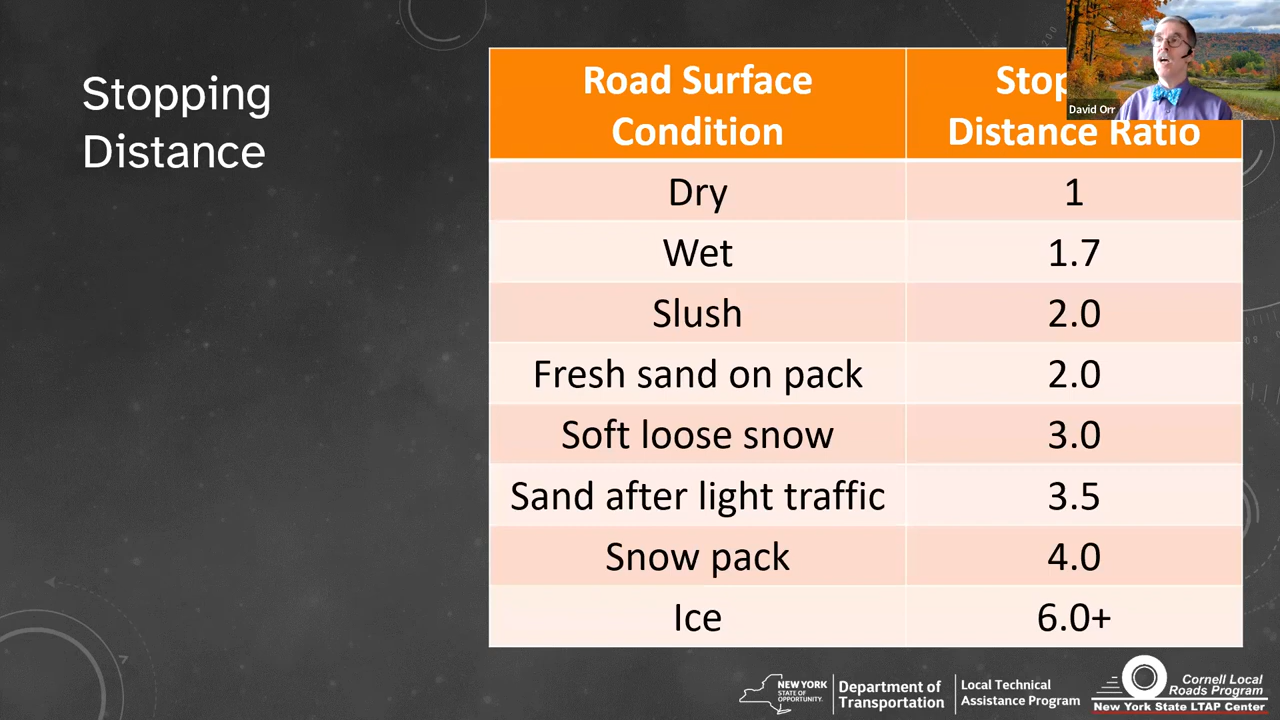 Stopping
Distance
Road Surface
Condition
Distance Ratio
David Orr
Dry 1
Wet 1.7
Slush 2.0
Fresh sand on pack 2.0
Soft loose snow 3.0
Sand after light traffic 3.5
Snow pack 4.0
Ice 6.0+
NEW YORK
STATE OF
OPPORTUNITY.
Department of
Transportation
Local Technical
Assistance Program
Cornell Local
Roads Program
New York State LTAP Center